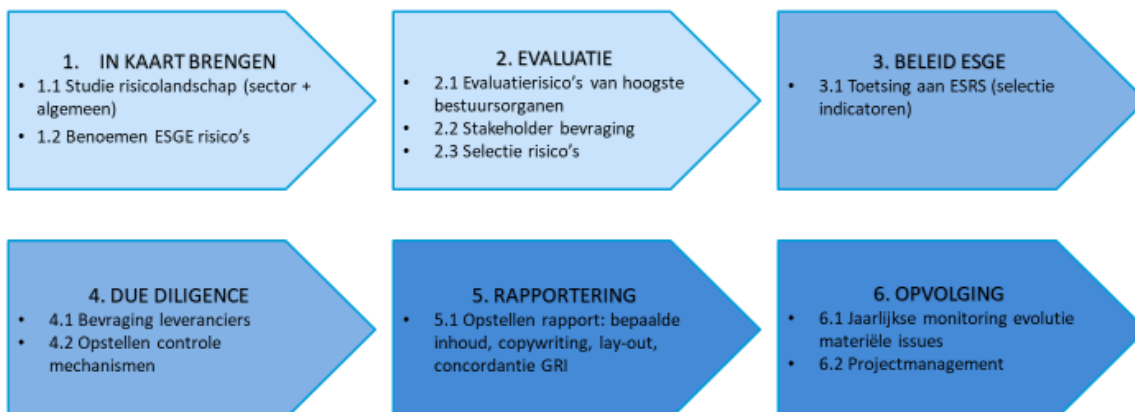 1. IN KAART BRENGEN
• 1.1 Studie risicolandschap (sector +
algemeen)
• 1.2 Benoemen ESGE risico's
2. EVALUATIE
• 2.1 Evaluatierisico's van hoogste
bestuursorganen
• 2.2 Stakeholder bevraging
• 2.3 Selectie risico's
3. BELEID ESGE
• 3.1 Toetsing aan ESRS (selectie
indicatoren)
4. DUE DILIGENCE
• 4.1 Bevraging leveranciers
• 4.2 Opstellen controle
mechanismen
5. RAPPORTERING
• 5.1 Opstellen rapport: bepaalde
inhoud, copywriting, lay-out,
concordantie GRI
6. OPVOLGING
• 6.1 Jaarlijkse monitoring evolutie
materiële issues
• 6.2 Projectmanagement